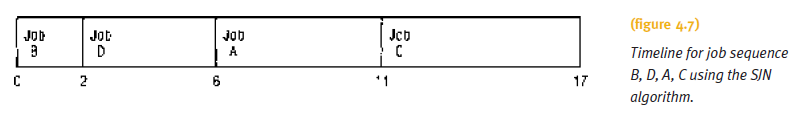 Job Job Job Job
B D A C
0 2 6 11 17
(figure 4.7)
Timeline for job sequence
B, D, A, C using the SJN
algorithm.